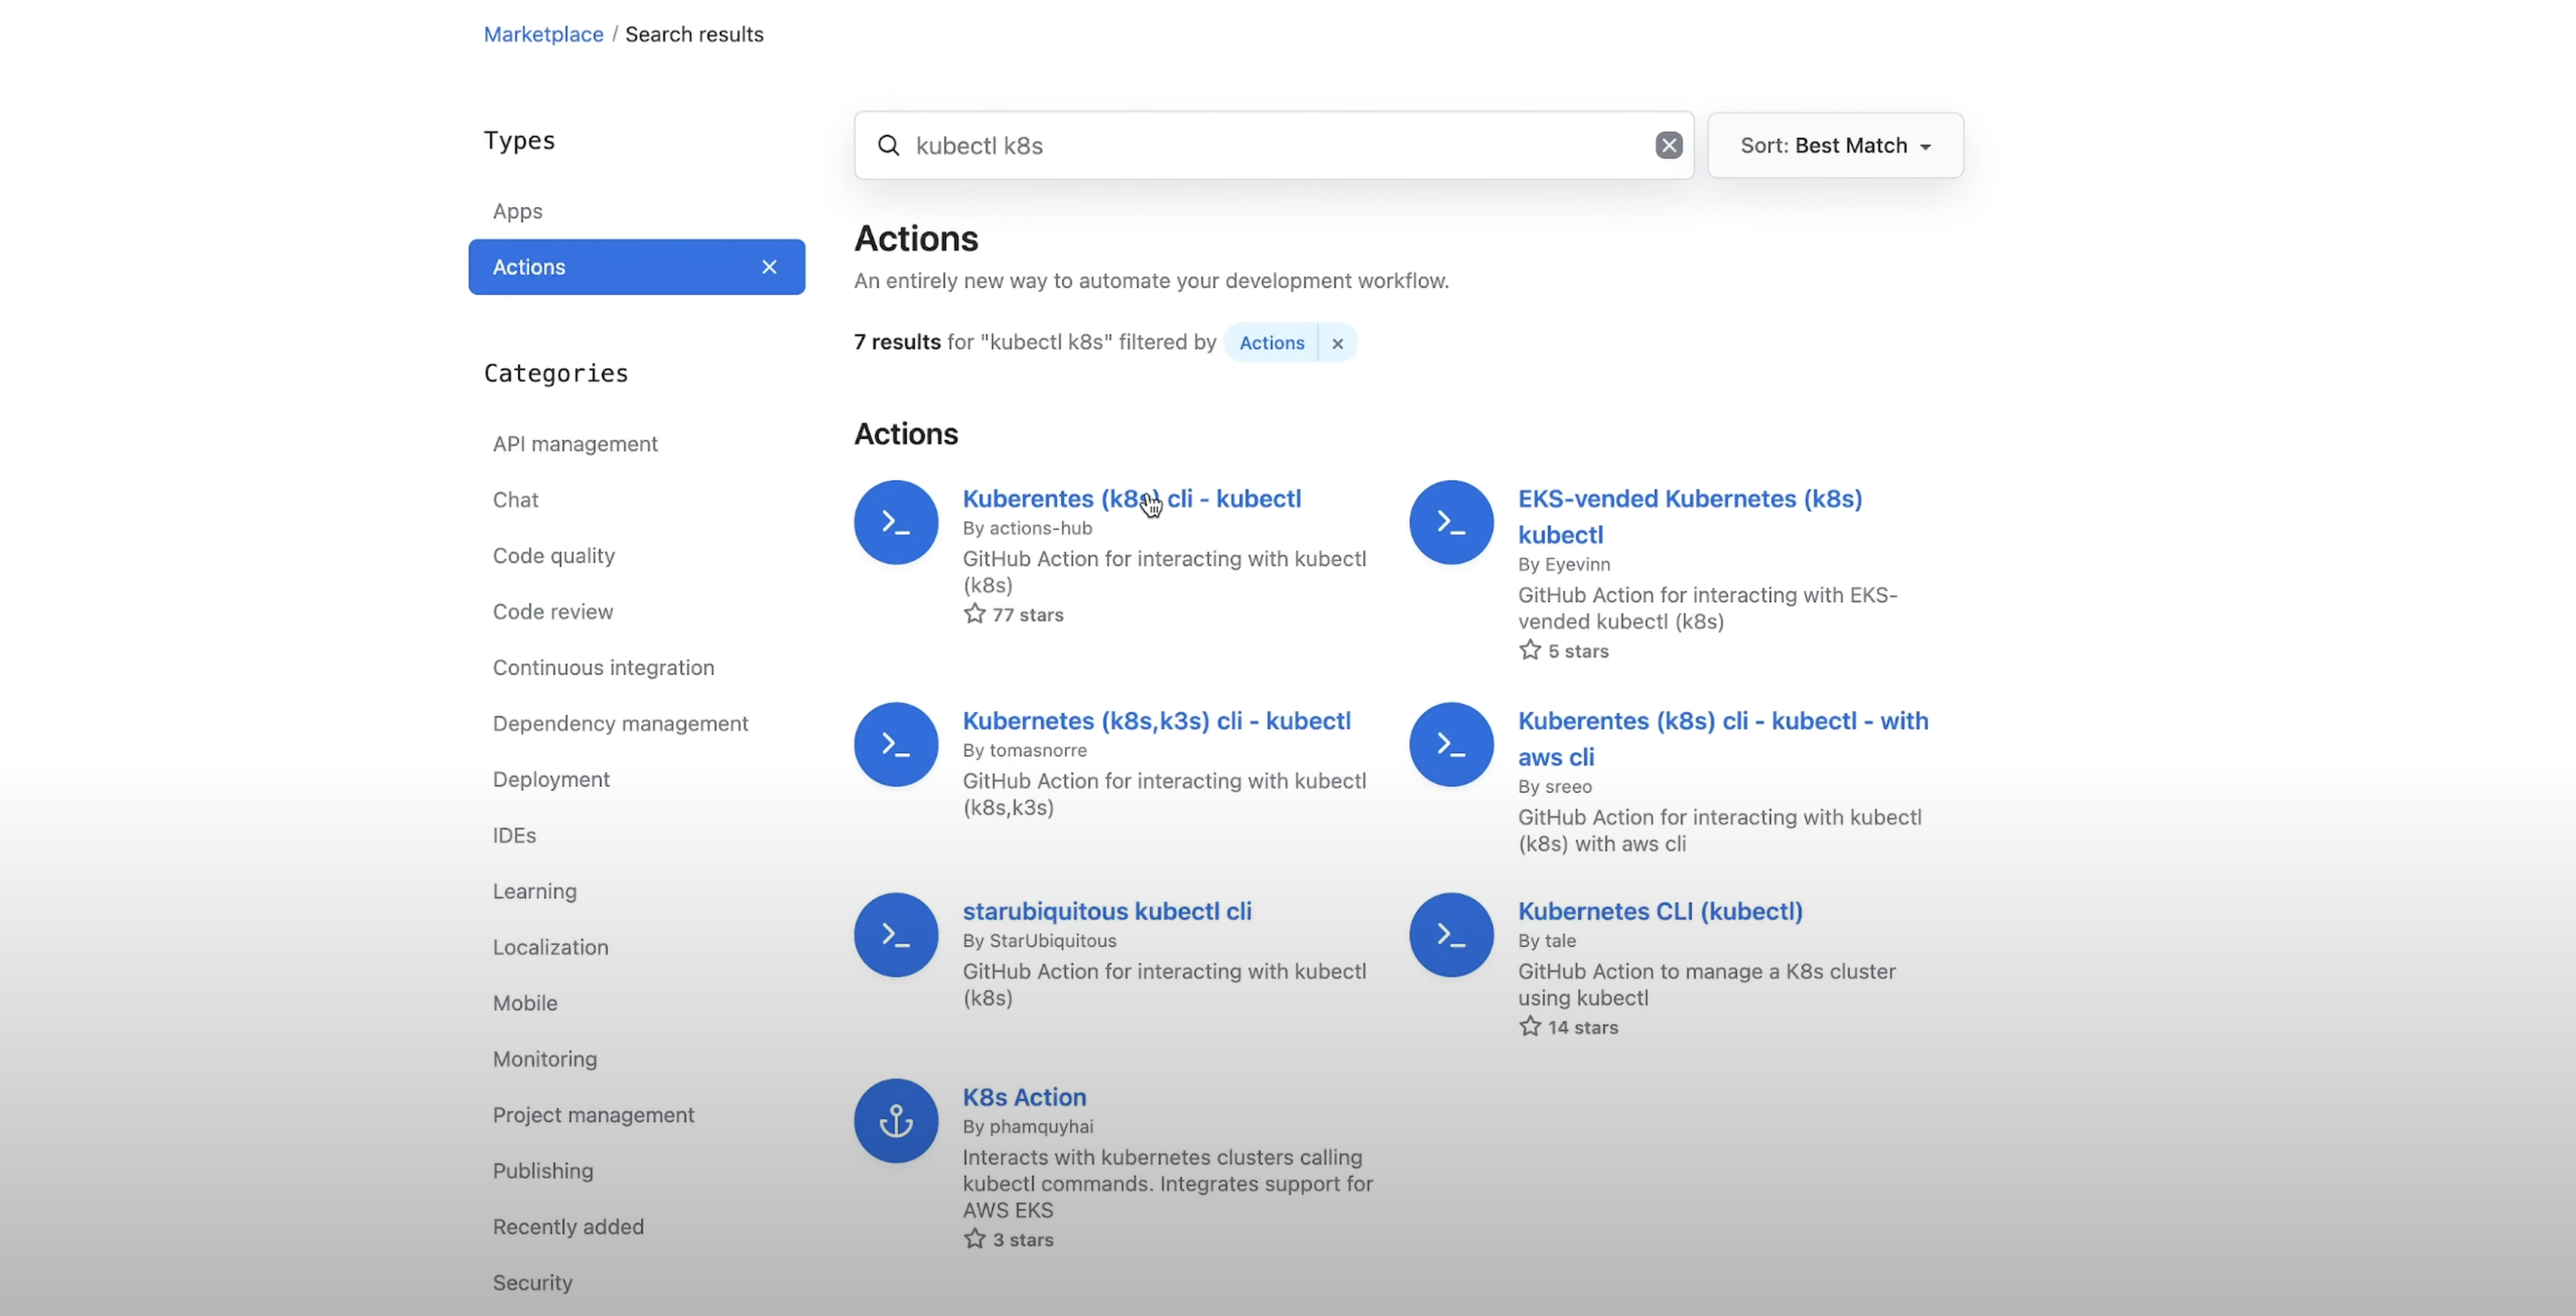 Marketplace / Search results
Types
Apps
Actions
Categories
API management
Chat
Code quality
Code review
Continuous integration
Dependency management
Deployment
IDEs
Learning
Localization
Mobile
Monitoring
Project management
Publishing
Recently added
Security
kubectl k8s
Sort: Best Match
Actions
An entirely new way to automate your development workflow.
7 results for "kubectl k8s" filtered by Actions ×
Actions
Kuberentes (k8s) cli - kubectl
By actions-hub
GitHub Action for interacting with kubectl
(k8s)
77 stars
EKS-vended Kubernetes (k8s)
kubectl
By Eyevinn
GitHub Action for interacting with EKS-
vended kubectl (k8s)
5 stars
Kubernetes (k8s,k3s) cli - kubectl
By tomasnorre
GitHub Action for interacting with kubectl
(k8s,k3s)
Kuberentes (k8s) cli - kubectl - with
aws cli
By sreeo
GitHub Action for interacting with kubectl
(k8s) with aws cli
starubiquitous kubectl cli
By StarUbiquitous
GitHub Action for interacting with kubectl
(k8s)
Kubernetes CLI (kubectl)
By tale
GitHub Action to manage a K8s cluster
using kubectl
14 stars
K8s Action
By phamquyhai
Interacts with kubernetes clusters calling
kubectl commands. Integrates support for
AWS EKS
3 stars